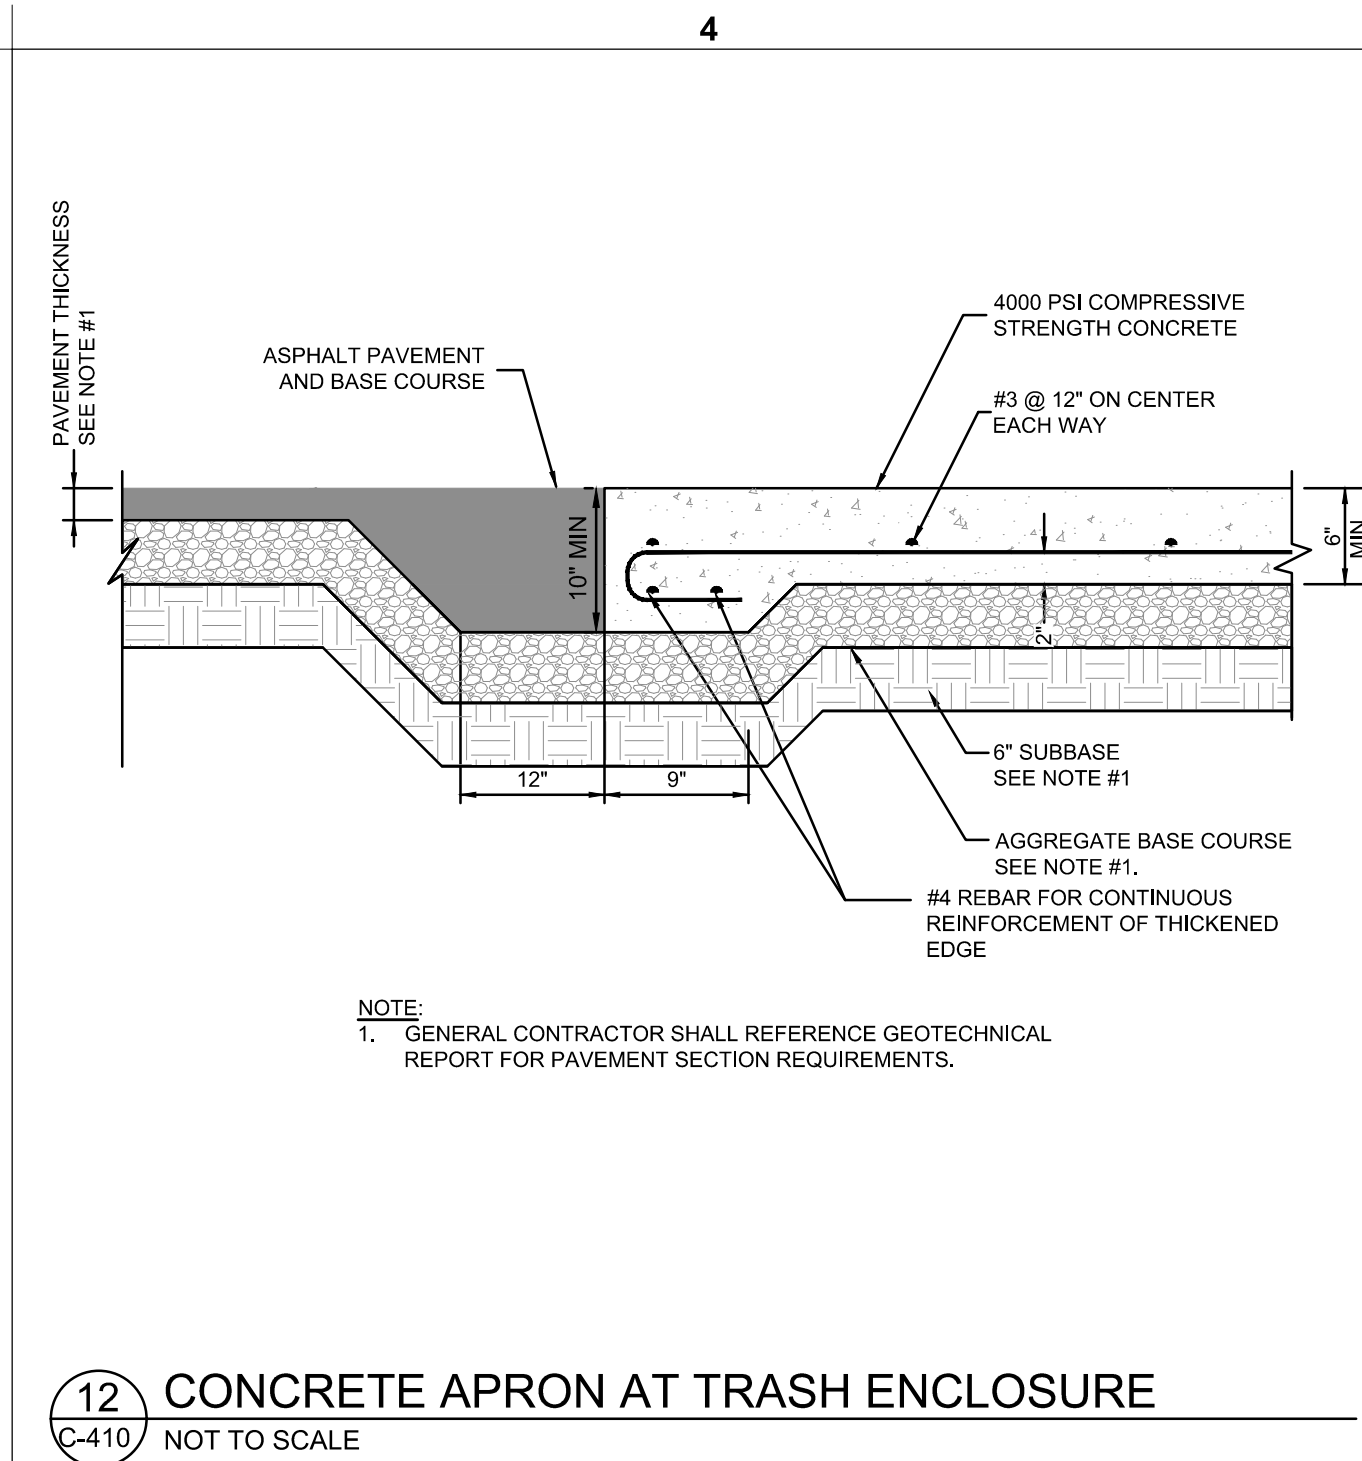 4
PAVEMENT THICKNESS
SEE NOTE #1
ASPHALT PAVEMENT
AND BASE COURSE
4000 PSI COMPRESSIVE
STRENGTH CONCRETE
#3 @ 12" ON CENTER
EACH WAY
10" MIN
6"
MIN
2"
12"
9"
6" SUBBASE
SEE NOTE #1
AGGREGATE BASE COURSE
SEE NOTE #1.
#4 REBAR FOR CONTINUOUS
REINFORCEMENT OF THICKENED
EDGE
NOTE:
1. GENERAL CONTRACTOR SHALL REFERENCE GEOTECHNICAL
REPORT FOR PAVEMENT SECTION REQUIREMENTS.
12
C-410
CONCRETE APRON AT TRASH ENCLOSURE
NOT TO SCALE